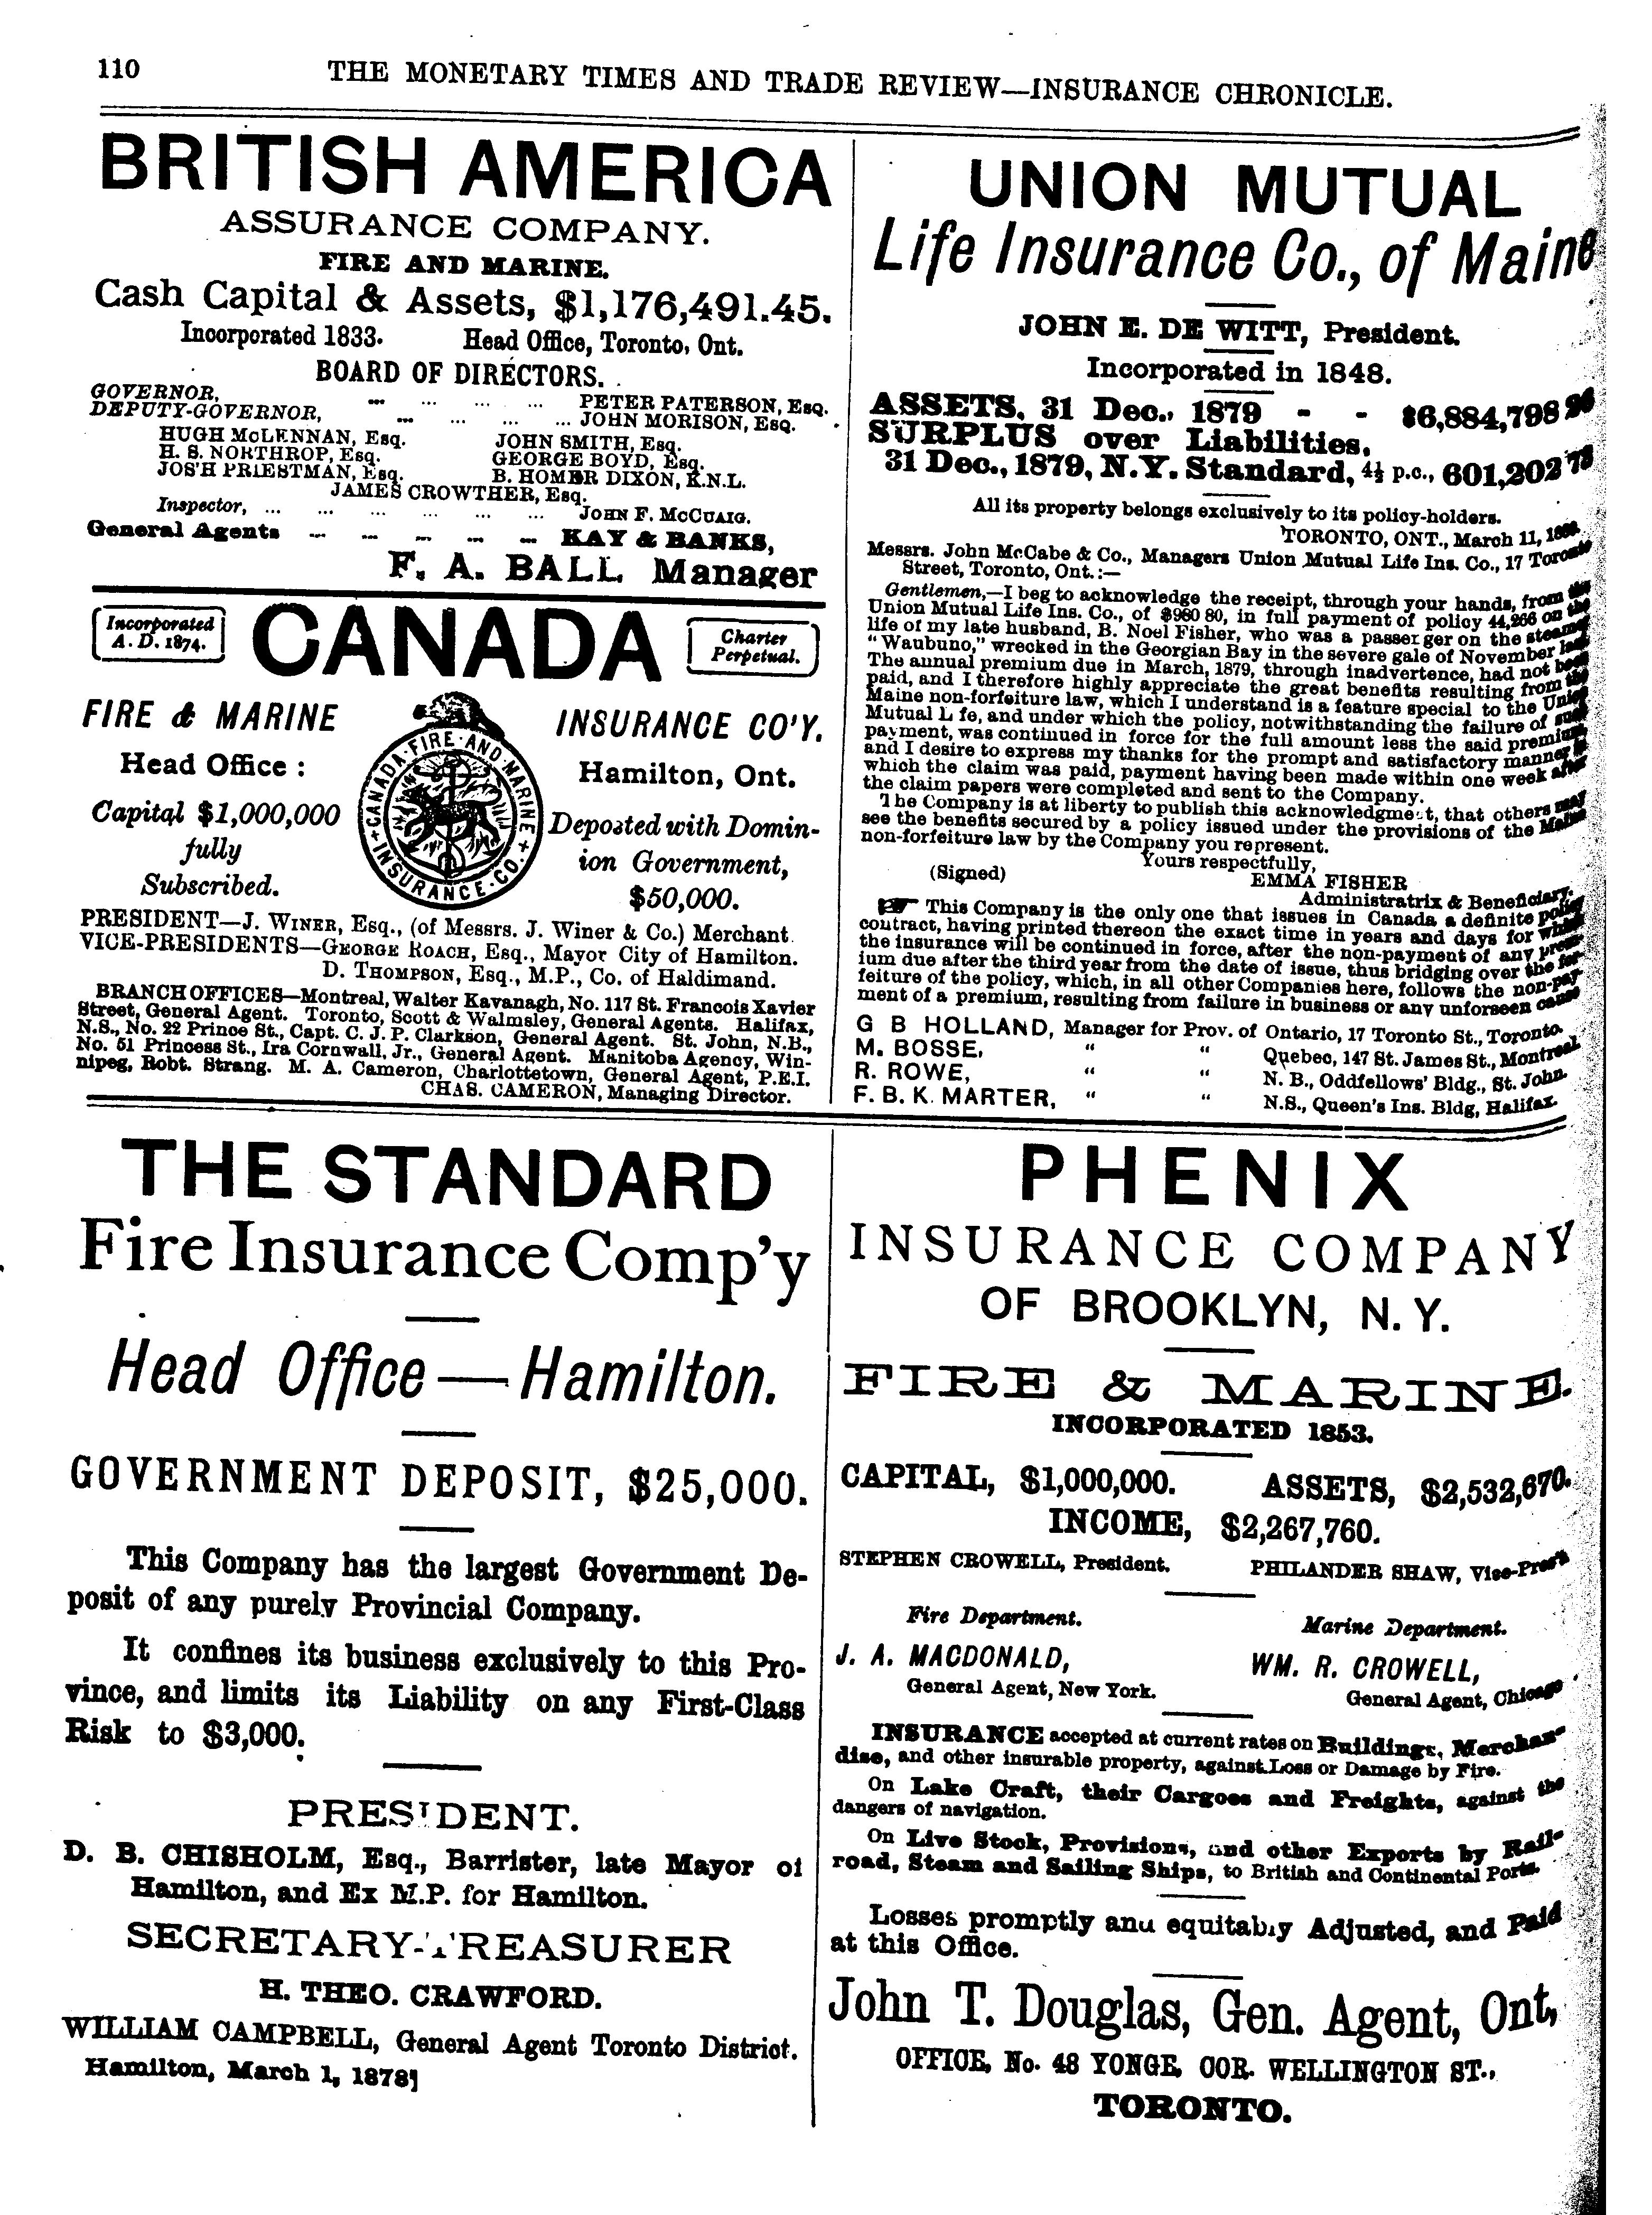 110 THE MONETARY TIMES AND TRADE REVIEW—INSURANCE CHRONICLE.
BRITISH AMERICA
ASSURANCE COMPANY.
FIRE AND MARINE.
Cash Capital & Assets, $1,176,491.45.
Incorporated 1833. Head Office, Toronto, Ont.
BOARD OF DIRECTORS.
GOVERNOR, ... ... ... ... PETER PATERSON, Esq.
DEPUTY-GOVERNOR, ... ... ... ... JOHN MORISON, Esq.
HUGH McLENNAN, Esq. JOHN SMITH, Esq.
H. S. NORTHROP, Esq. GEORGE BOYD, Esq.
JOS'H PRIESTMAN, Esq. B. HOMER DIXON, K.N.L.
JAMES CROWTHER, Esq.
Inspector, ... ... ... ... ... ... JOHN F. McCUAIG.
General Agents ... ... ... ... ... KAY & BANKS,
F. A. BALL Manager
Incorporated
A.D. 1874.
CANADA
Charter
Perpetual.
FIRE & MARINE INSURANCE CO'Y.
Head Office : Hamilton, Ont.
Capital $1,000,000
fully
Subscribed.
CANADA · FIRE · AND · MARINE + INSURANCE · CO. +
Deposted with Domin-
ion Government,
$50,000.
PRESIDENT—J. WINER, Esq., (of Messrs. J. Winer & Co.) Merchant.
VICE-PRESIDENTS—GEORGE ROACH, Esq., Mayor City of Hamilton.
D. THOMPSON, Esq., M.P., Co. of Haldimand.
BRANCH OFFICES—Montreal, Walter Kavanagh, No. 117 St. Francois Xavier
Street, General Agent. Toronto, Scott & Walmsley, General Agents. Halifax,
N.S., No. 22 Prince St., Capt. C. J. P. Clarkson, General Agent. St. John, N.B.,
No. 51 Princess St., Ira Cornwall, Jr., General Agent. Manitoba Agency, Win-
nipeg, Robt. Strang. M. A. Cameron, Charlottetown, General Agent, P.E.I.
CHAS. CAMERON, Managing Director.
UNION MUTUAL
Life Insurance Co., of Maine
JOHN E. DE WITT, President.
Incorporated in 1848.
ASSETS, 31 Dec., 1879 - - $6,884,798 96
SURPLUS over Liabilities,
31 Dec., 1879, N.Y. Standard, 4½ p.c., 601,202 73
All its property belongs exclusively to its policy-holders.
TORONTO, ONT., March 11, 1880.
Messrs. John McCabe & Co., Managers Union Mutual Life Ins. Co., 17 Toronto
Street, Toronto, Ont.:—
Gentlemen,—I beg to acknowledge the receipt, through your hands, from the
Union Mutual Life Ins. Co., of $980 80, in full payment of policy 44,266 on the
life of my late husband, B. Noel Fisher, who was a passer ger on the steamer
"Waubuno," wrecked in the Georgian Bay in the severe gale of November last
The annual premium due in March, 1879, through inadvertence, had not been
paid, and I therefore highly appreciate the great benefits resulting from the
Maine non-forfeiture law, which I understand is a feature special to the Union
Mutual L fe, and under which the policy, notwithstanding the failure of such
payment, was continued in force for the full amount less the said premium
and I desire to express my thanks for the prompt and satisfactory manner in
which the claim was paid, payment having been made within one week after
the claim papers were completed and sent to the Company.
The Company is at liberty to publish this acknowledgment, that others may
see the benefits secured by a policy issued under the provisions of the Maine
non-forfeiture law by the Company you represent.
Yours respectfully,
(Signed) EMMA FISHER
Administratrix & Beneficiary.
☞ This Company is the only one that issues in Canada a definite policy
contract, having printed thereon the exact time in years and days for which
the insurance will be continued in force, after the non-payment of any prem-
ium due after the third year from the date of issue, thus bridging over the for-
feiture of the policy, which, in all other Companies here, follows the non-pay-
ment of a premium, resulting from failure in business or any unforseen cause
G B HOLLAND, Manager for Prov. of Ontario, 17 Toronto St., Toronto.
M. BOSSE, " " Quebec, 147 St. James St., Montreal.
R. ROWE, " " N. B., Oddfellows' Bldg., St. John.
F. B. K. MARTER, " " N.S., Queen's Ins. Bldg, Halifax.
THE STANDARD
Fire Insurance Comp'y
Head Office—Hamilton.
GOVERNMENT DEPOSIT, $25,000.
This Company has the largest Government De-
posit of any purely Provincial Company.
It confines its business exclusively to this Pro-
vince, and limits its Liability on any First-Class
Risk to $3,000.
PRESIDENT.
D. B. CHISHOLM, Esq., Barrister, late Mayor of
Hamilton, and Ex M.P. for Hamilton.
SECRETARY-TREASURER
H. THEO. CRAWFORD.
WILLIAM CAMPBELL, General Agent Toronto District.
Hamilton, March 1, 1878]
PHENIX
INSURANCE COMPANY
OF BROOKLYN, N. Y.
FIRE & MARINE.
INCORPORATED 1853.
CAPITAL, $1,000,000. ASSETS, $2,532,670.
INCOME, $2,267,760.
STEPHEN CROWELL, President. PHILANDER SHAW, Vice-Pres't
Fire Department. Marine Department.
J. A. MACDONALD, WM. R. CROWELL,
General Agent, New York. General Agent, Chicago
INSURANCE accepted at current rates on Buildings, Merchan-
dise, and other insurable property, against Loss or Damage by Fire.
On Lake Craft, their Cargoes and Freights, against the
dangers of navigation.
On Live Stock, Provisions, and other Exports by Rail-
road, Steam and Sailing Ships, to British and Continental Ports.
Losses promptly and equitably Adjusted, and Paid
at this Office.
John T. Douglas, Gen. Agent, Ont,
OFFICE, No. 48 YONGE, COR. WELLINGTON ST.,
TORONTO.